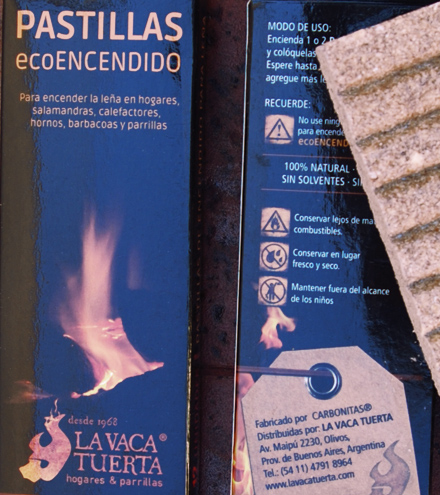 PASTILLAS
ecoENCENDIDO
Para encender la leña en hogares,
salamandras, calefactores,
hornos, barbacoas y parrillas
desde 1968
LA VACA®
TUERTA
hogares & parrillas
MODO DE USO:
Encienda 1 o 2
y colóquelas
Espere hasta
agregue más
RECUERDE:
No use
para encender
100% NATURAL -
SIN SOLVENTES -
Conservar lejos de
combustibles.
Conservar en lugar
fresco y seco.
Mantener fuera del alcance
de los niños
Fabricado por CARBONITAS®
Distribuidas por: LA VACA TUERTA
Av. Maipú 2230, Olivos,
Prov. de Buenos Aires, Argentina
Tel.: (54 11) 4791 8964
www.lavacatuerta.com